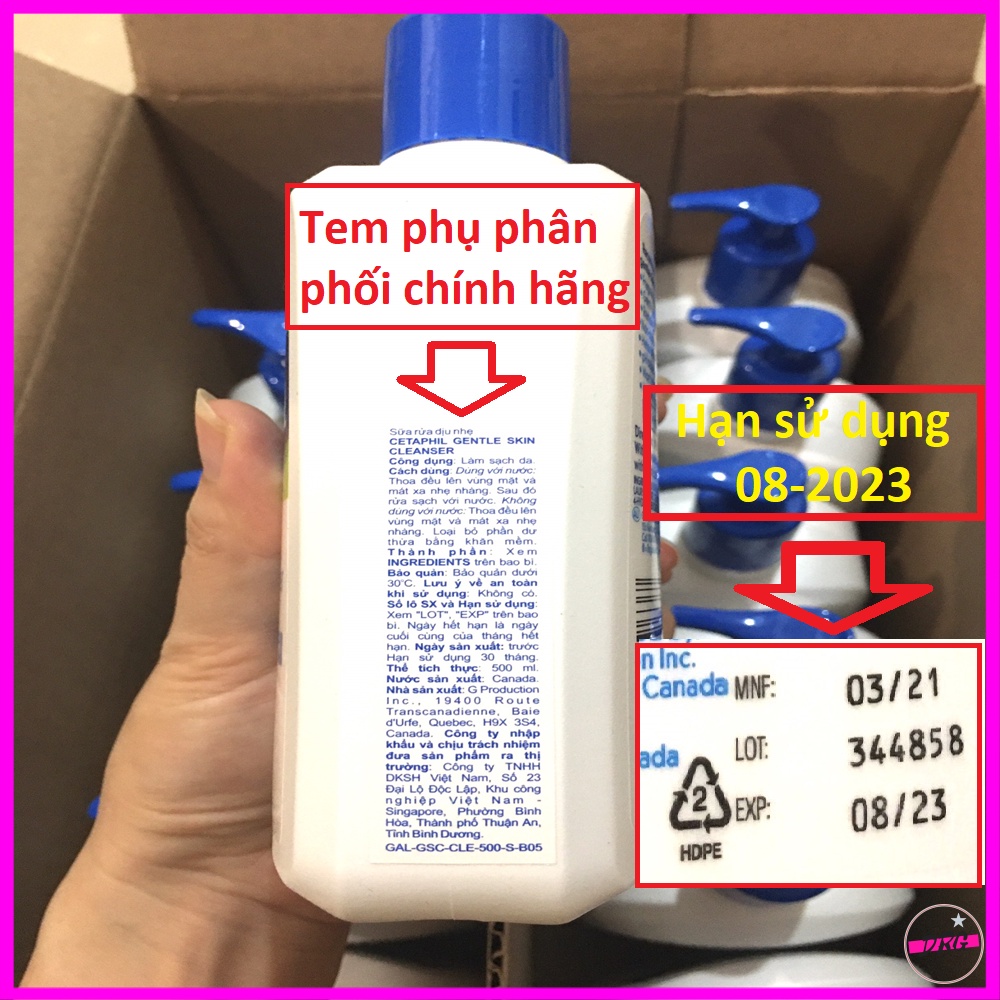 Tem phụ phân
phối chính hãng
Sữa rửa dịu nhẹ
CETAPHIL GENTLE SKIN
CLEANSER
Công dụng: Làm sạch da.
Cách dùng: Dùng với nước:
Thoa đều lên vùng mặt và
mát xa nhẹ nhàng. Sau đó
rửa sạch với nước. Không
dùng với nước: Thoa đều lên
vùng mặt và mát xa nhẹ
nhàng. Loại bỏ phần dư
thừa bằng khăn mềm.
Thành phần: Xem
INGREDIENTS trên bao bì.
Bảo quản: Bảo quản dưới
30°C. Lưu ý về an toàn
khi sử dụng: Không có.
Số lô SX và Hạn sử dụng:
Xem "LOT", "EXP" trên bao
bì. Ngày hết hạn là ngày
cuối cùng của tháng hết
hạn. Ngày sản xuất: trước
Hạn sử dụng 30 tháng.
Thể tích thực: 500 ml.
Nước sản xuất: Canada.
Nhà sản xuất: G Production
Inc., 19400 Route
Transcanadienne, Baie
d'Urfe, Quebec, H9X 3S4,
Canada. Công ty nhập
khẩu và chịu trách nhiệm
đưa sản phẩm ra thị
trường: Công ty TNHH
DKSH Việt Nam, Số 23
Đại Lộ Độc Lập, Khu công
nghiệp Việt Nam -
Singapore, Phường Bình
Hòa, Thành phố Thuận An,
Tỉnh Bình Dương.
GAL-GSC-CLE-500-S-B05
Hạn sử dụng
08-2023
n Inc.
Canada
ada
MNF: 03/21
LOT: 344858
EXP: 08/23
2
HDPE
VKG